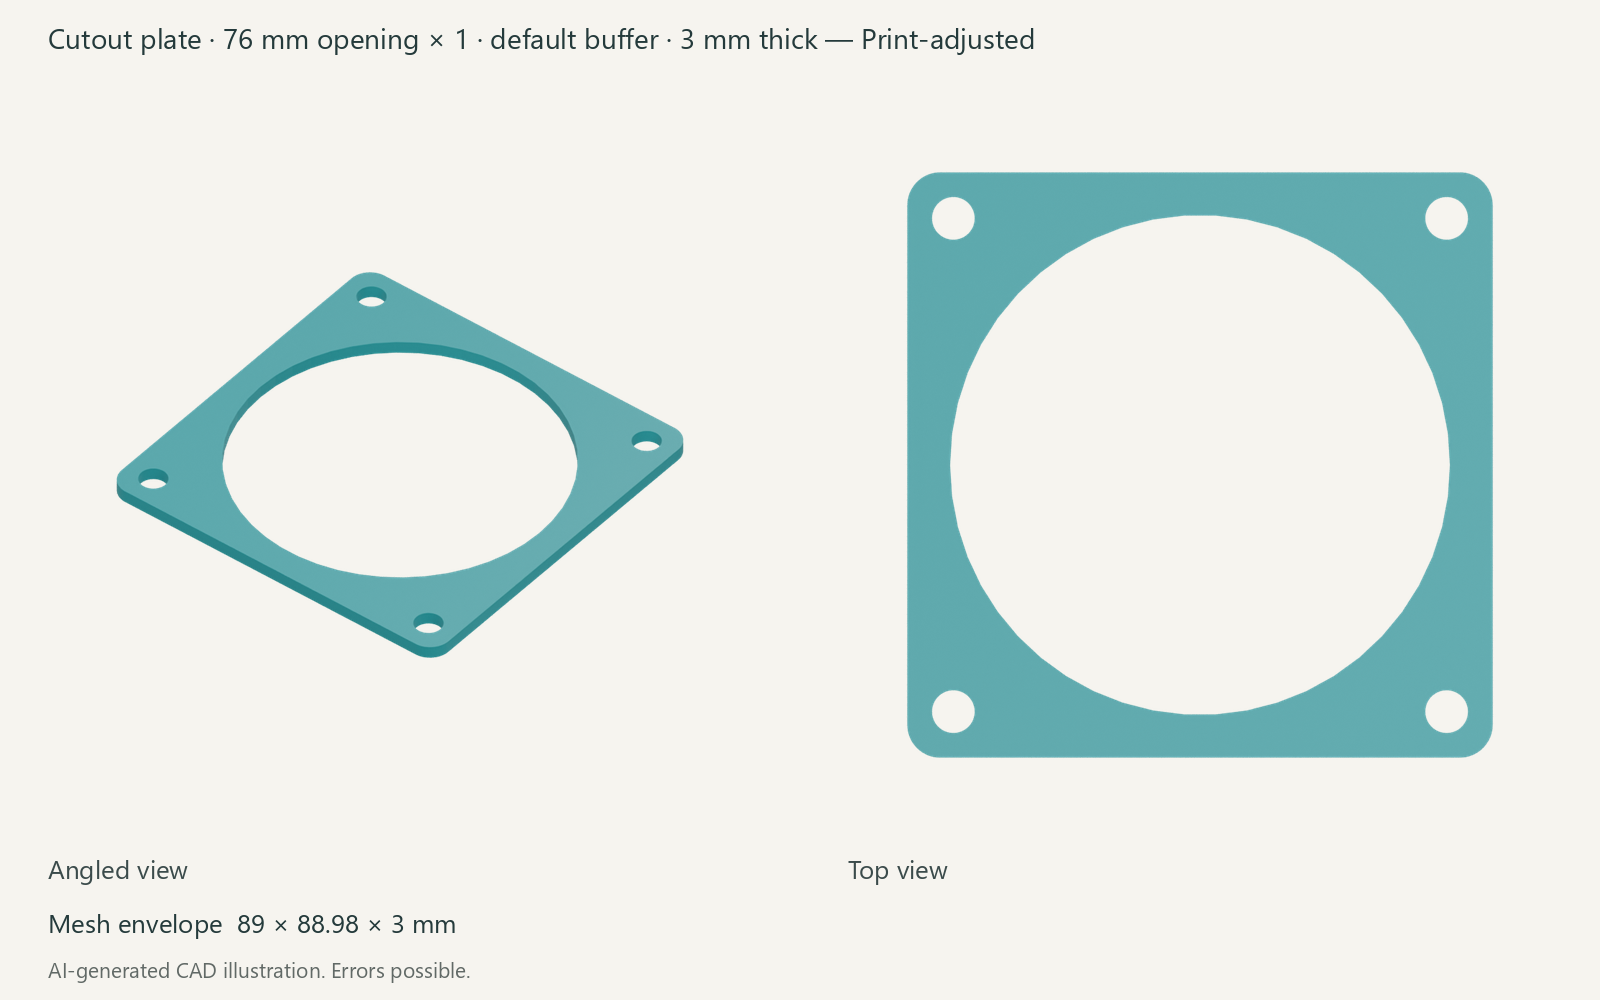 Cutout plate · 76 mm opening × 1 · default buffer · 3 mm thick — Print-adjusted
Angled view
Top view
Mesh envelope  89 × 88.98 × 3 mm
AI-generated CAD illustration. Errors possible.